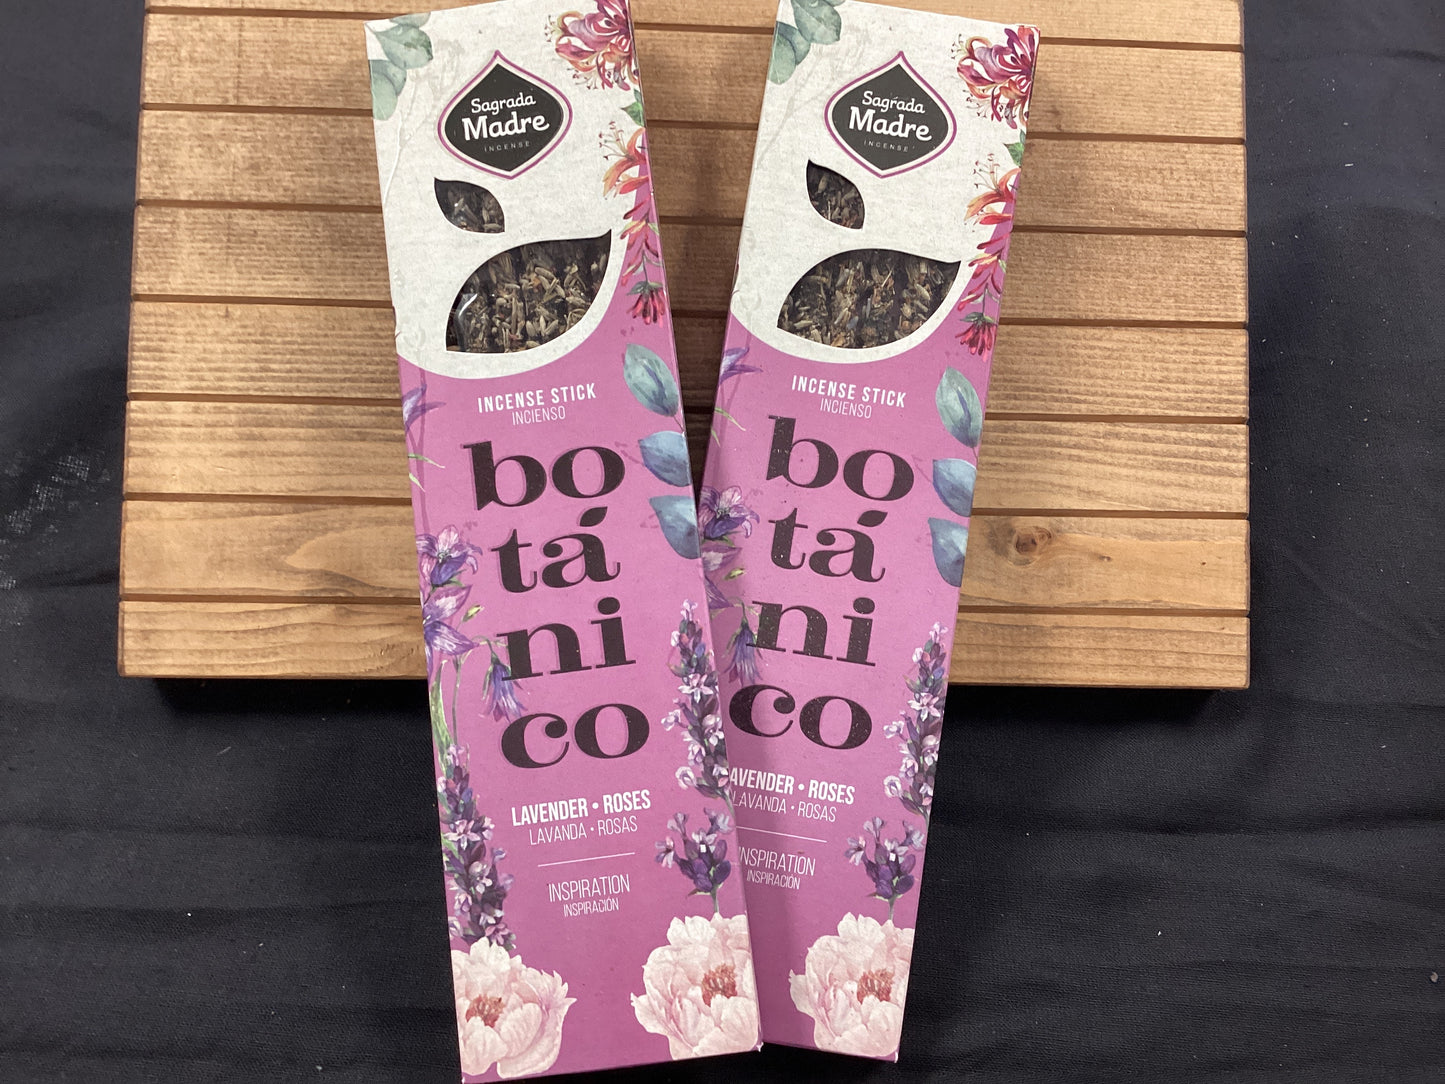 Sagrada
Madre
INCENSE
INCENSE STICK
INCIENSO
bo
tá
ni
co
LAVENDER • ROSES
LAVANDA • ROSAS
INSPIRATION
INSPIRACIÓN
Sagrada
Madre
INCENSE
INCENSE STICK
INCIENSO
bo
tá
ni
co
AVENDER • ROSES
LAVANDA • ROSAS
INSPIRATION
INSPIRACIÓN